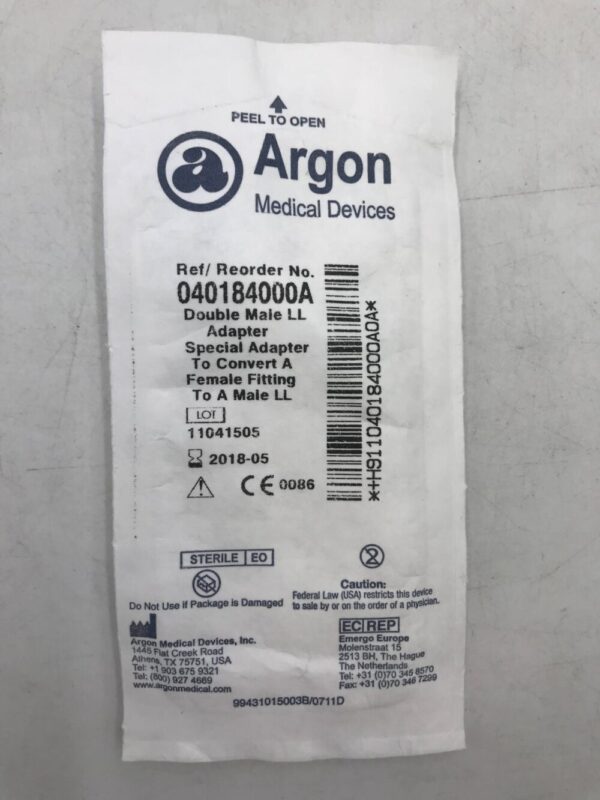 PEEL TO OPEN
a
Argon
Medical Devices
Ref/ Reorder No.
040184000A
Double Male LL
Adapter
Special Adapter
To Convert A
Female Fitting
To A Male LL
LOT
11041505
2018-05
CE 0086
*+H911040184000A0A*
STERILE EO
2
Do Not Use if Package is Damaged
Caution:
Federal Law (USA) restricts this device
to sale by or on the order of a physician.
Argon Medical Devices, Inc.
1445 Flat Creek Road
Athens, TX 75751, USA
Tel: +1 903 675 9321
Tel: (800) 927 4669
www.argonmedical.com
EC REP
Emergo Europe
Molenstraat 15
2513 BH, The Hague
The Netherlands
Tel: +31 (0)70 345 8570
Fax: +31 (0)70 346 7299
99431015003B/0711D